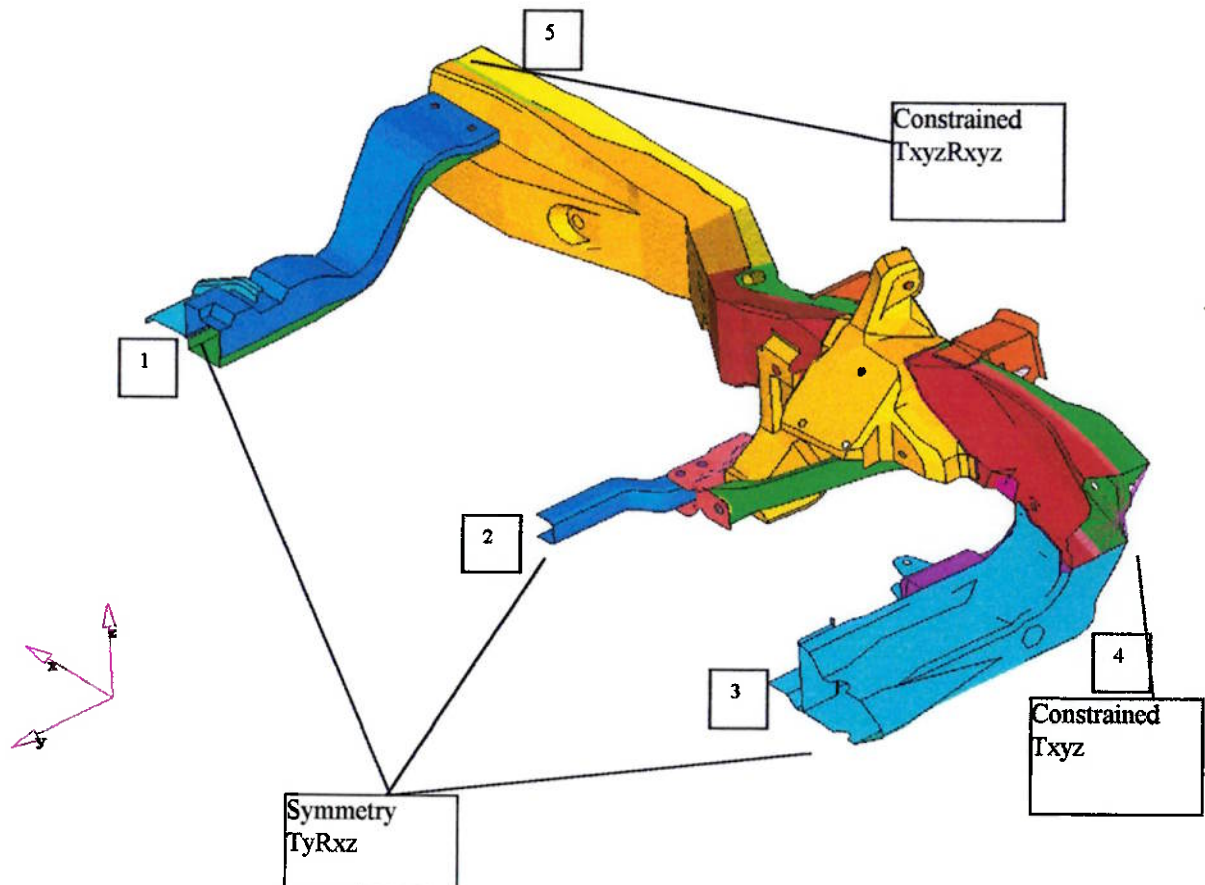 5
Constrained
TxyzRxyz
1
2
z
x
y
3
4
Constrained
Txyz
Symmetry
TyRxz